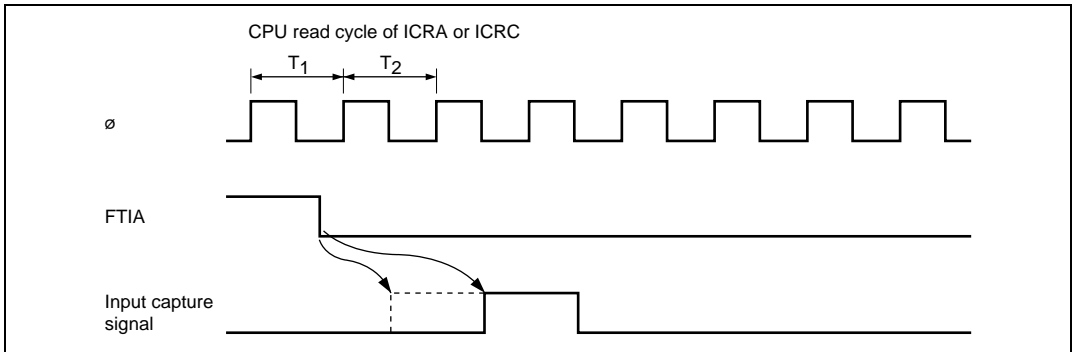 CPU read cycle of ICRA or ICRC
T1 T2
ø
FTIA
Input capture
signal